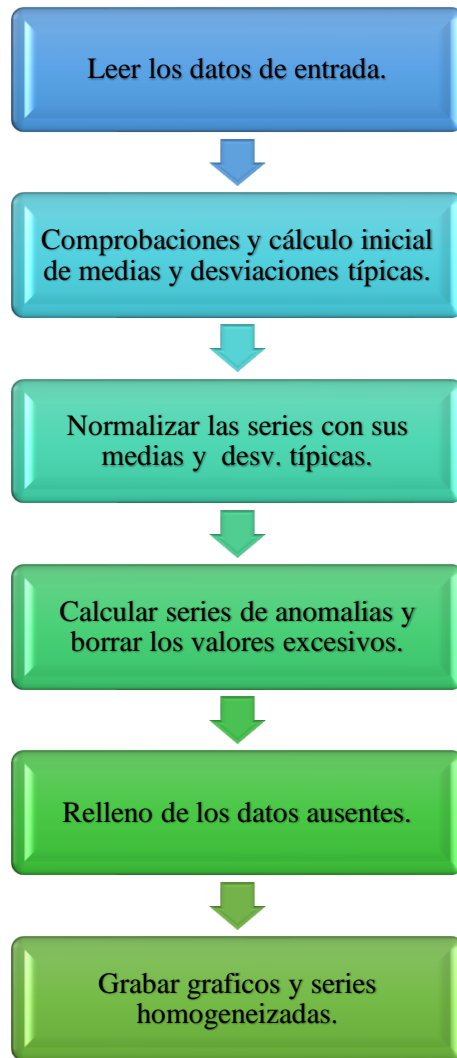 Leer los datos de entrada.
Comprobaciones y cálculo inicial
de medias y desviaciones típicas.
Normalizar las series con sus
medias y desv. típicas.
Calcular series de anomalias y
borrar los valores excesivos.
Relleno de los datos ausentes.
Grabar graficos y series
homogeneizadas.